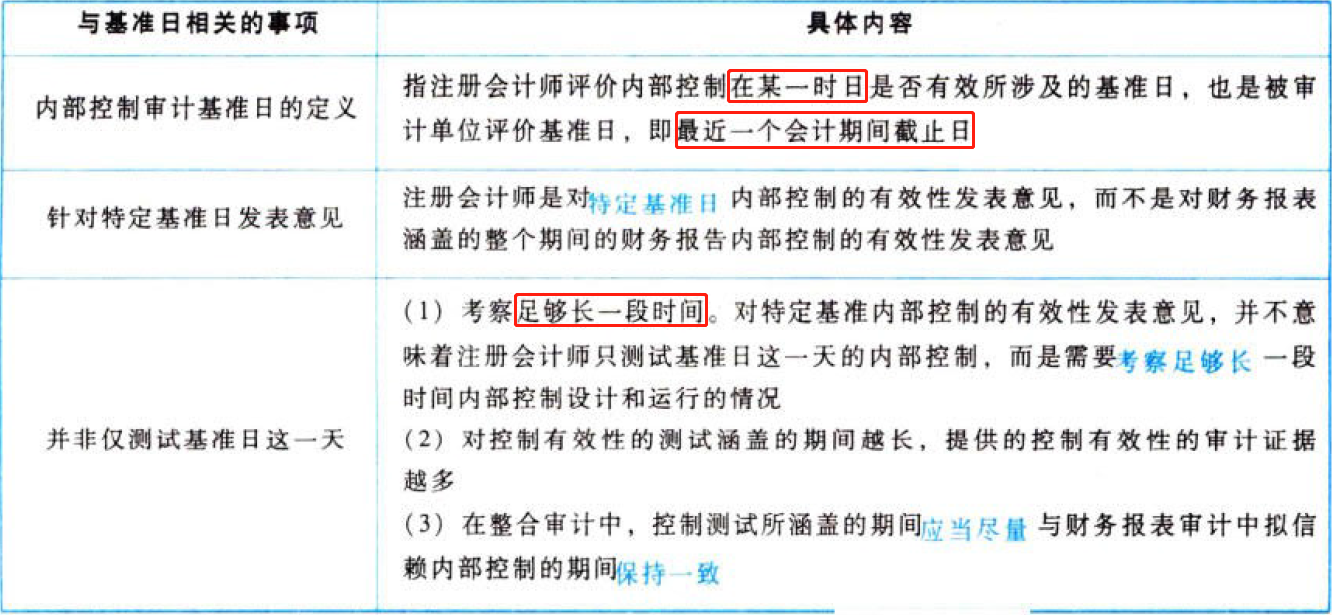 与基准日相关的事项
具体内容
内部控制审计基准日的定义
指注册会计师评价内部控制在某一时日是否有效所涉及的基准日，也是被审
计单位评价基准日，即最近一个会计期间截止日
针对特定基准日发表意见
注册会计师是对特定基准日内部控制的有效性发表意见，而不是对财务报表
涵盖的整个期间的财务报告内部控制的有效性发表意见
并非仅测试基准日这一天
(1) 考察足够长一段时间。对特定基准内部控制的有效性发表意见，并不意
味着注册会计师只测试基准日这一天的内部控制，而是需要考察足够长一段
时间内部控制设计和运行的情况
(2) 对控制有效性的测试涵盖的期间越长，提供的控制有效性的审计证据
越多
(3) 在整合审计中，控制测试所涵盖的期间应当尽量与财务报表审计中拟信
赖内部控制的期间保持一致